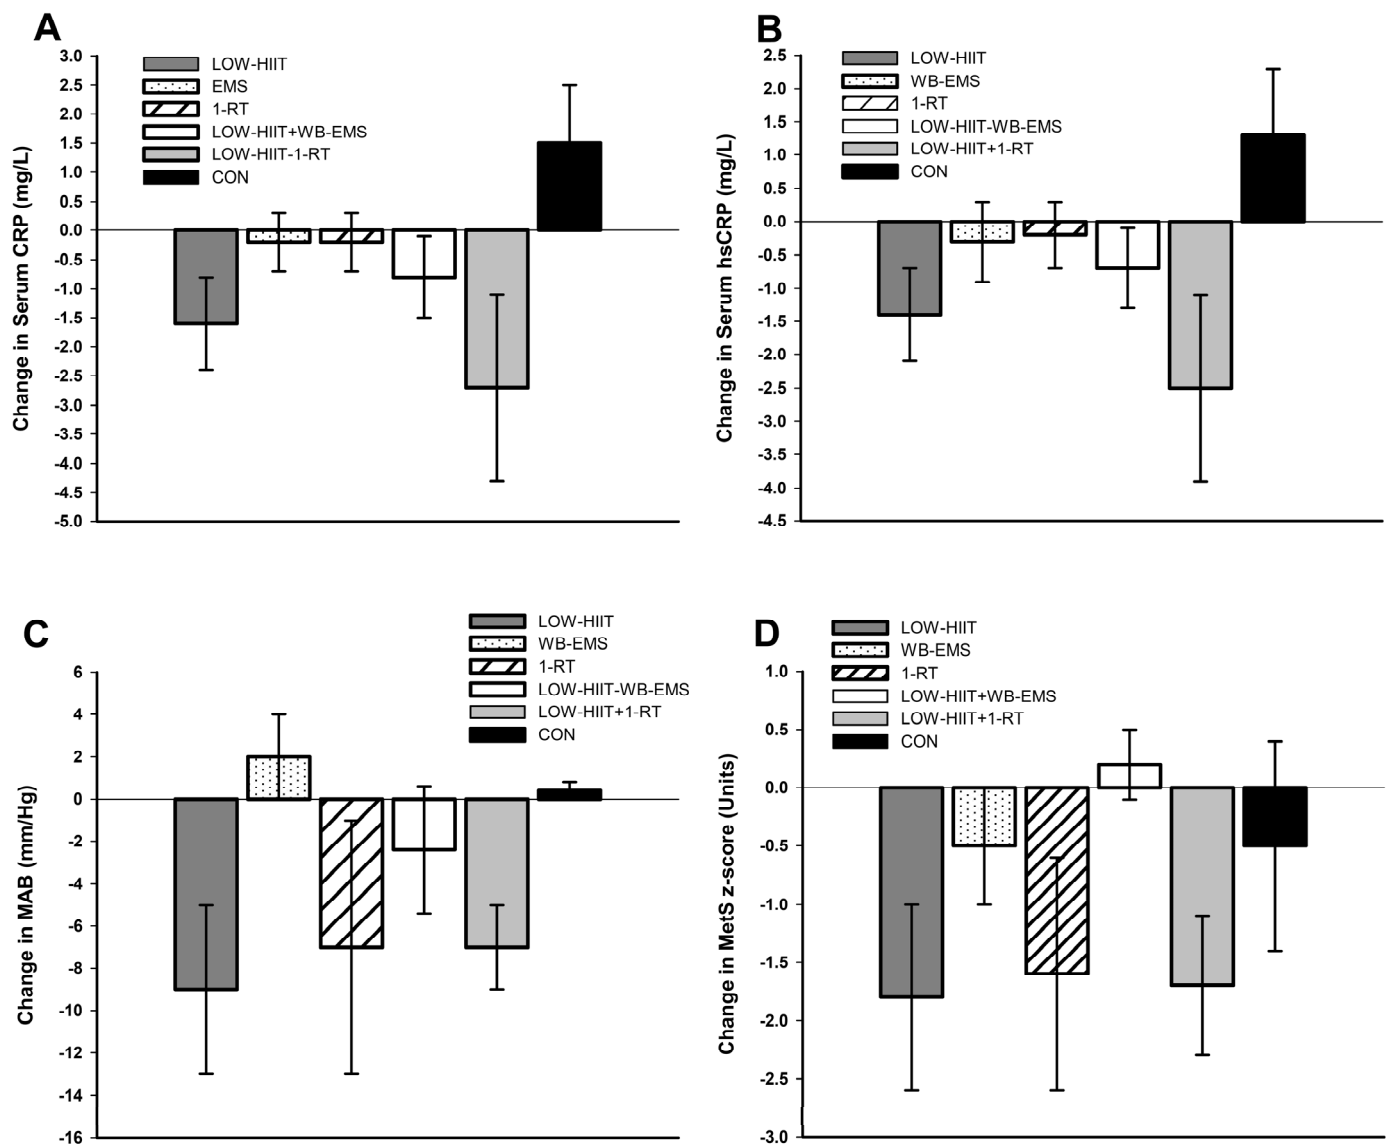 A
Change in Serum CRP (mg/L)
3.0
2.5
2.0
1.5
1.0
0.5
0.0
-0.5
-1.0
-1.5
-2.0
-2.5
-3.0
-3.5
-4.0
-4.5
-5.0
LOW-HIIT
EMS
1-RT
LOW-HIIT+WB-EMS
LOW-HIIT-1-RT
CON
B
Change in Serum hsCRP (mg/L)
2.5
2.0
1.5
1.0
0.5
0.0
-0.5
-1.0
-1.5
-2.0
-2.5
-3.0
-3.5
-4.0
-4.5
LOW-HIIT
WB-EMS
1-RT
LOW-HIIT-WB-EMS
LOW-HIIT+1-RT
CON
C
Change in MAB (mm/Hg)
6
4
2
0
-2
-4
-6
-8
-10
-12
-14
-16
LOW-HIIT
WB-EMS
1-RT
LOW-HIIT-WB-EMS
LOW-HIIT+1-RT
CON
D
Change in MetS z-score (Units)
1.0
0.5
0.0
-0.5
-1.0
-1.5
-2.0
-2.5
-3.0
LOW-HIIT
WB-EMS
1-RT
LOW-HIIT+WB-EMS
LOW-HIIT+1-RT
CON